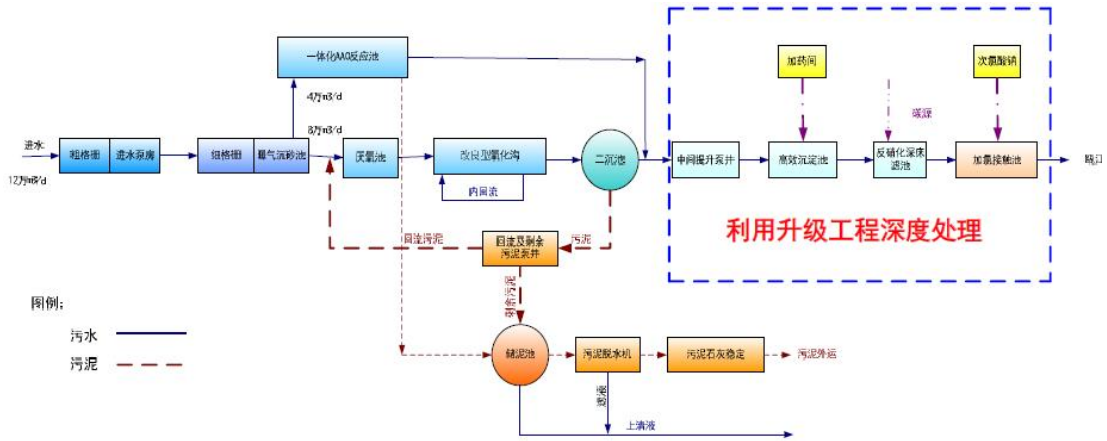 一体化AAO反应池
加药间
次氯酸钠
4万m3/d
碳源
8万m3/d
进水
粗格栅
进水泵房
细格栅
曝气沉砂池
厌氧池
改良型氧化沟
二沉池
中间提升泵井
高效沉淀池
反硝化深床
滤池
加氯接触池
瓯江
12万m3/d
内回流
利用升级工程深度处理
回流污泥
回流及剩余
污泥泵井
污泥
剩余污泥
图例;
污水
污泥
储泥池
污泥脱水机
污泥石灰稳定
污泥外运
滤液
上清液